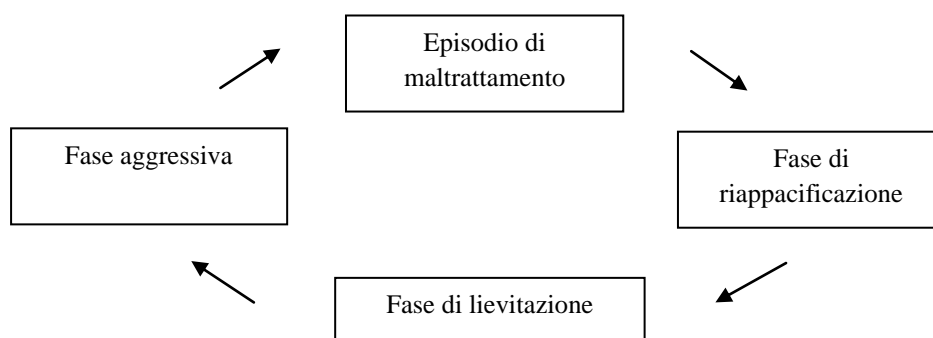 Episodio di
maltrattamento
Fase aggressiva
Fase di
riappacificazione
Fase di lievitazione